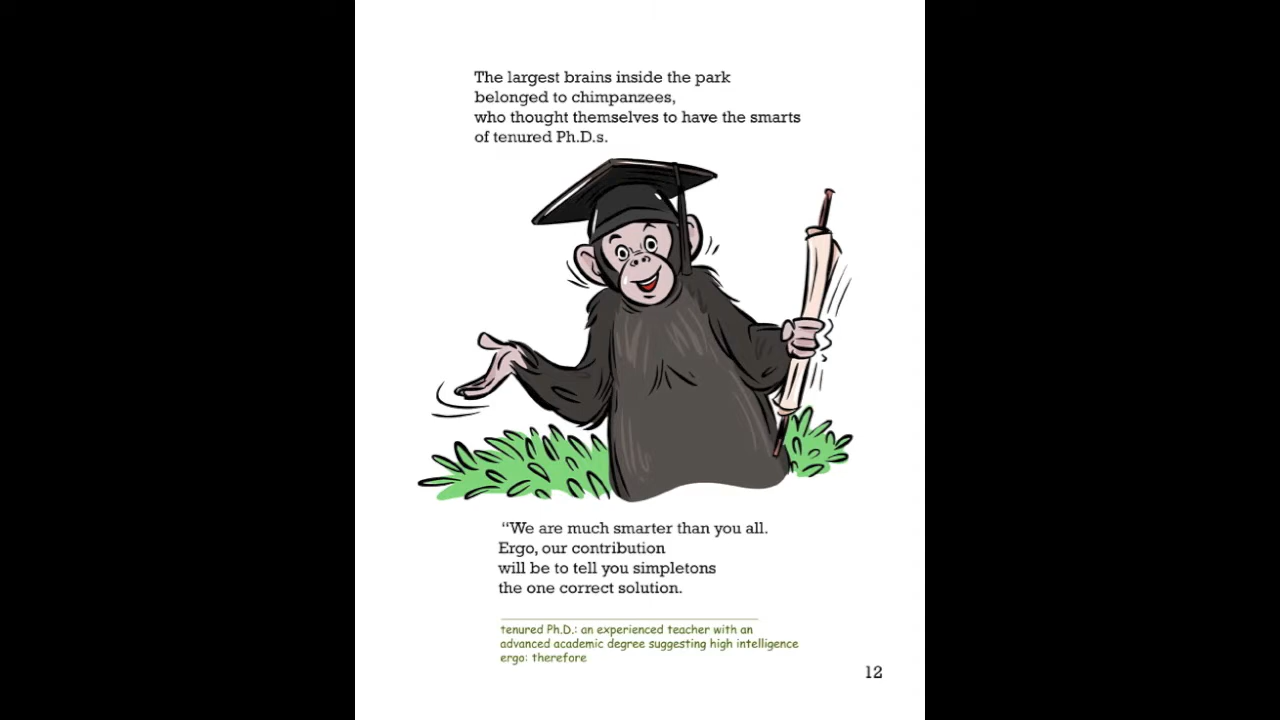 The largest brains inside the park
belonged to chimpanzees,
who thought themselves to have the smarts
of tenured Ph.D.s.
“We are much smarter than you all.
Ergo, our contribution
will be to tell you simpletons
the one correct solution.
tenured Ph.D.: an experienced teacher with an
advanced academic degree suggesting high intelligence
ergo: therefore
12